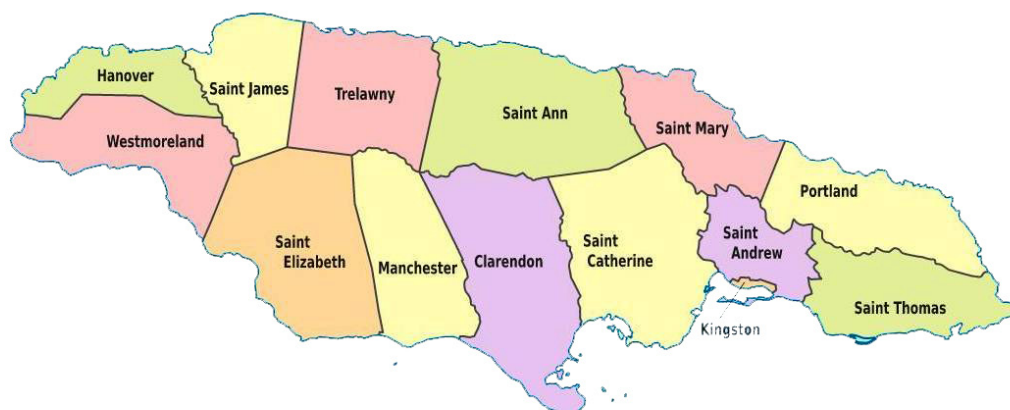 Hanover
Saint James
Trelawny
Saint Ann
Saint Mary
Westmoreland
Portland
Saint
Elizabeth
Manchester
Clarendon
Saint
Catherine
Saint
Andrew
Saint Thomas
Kingston